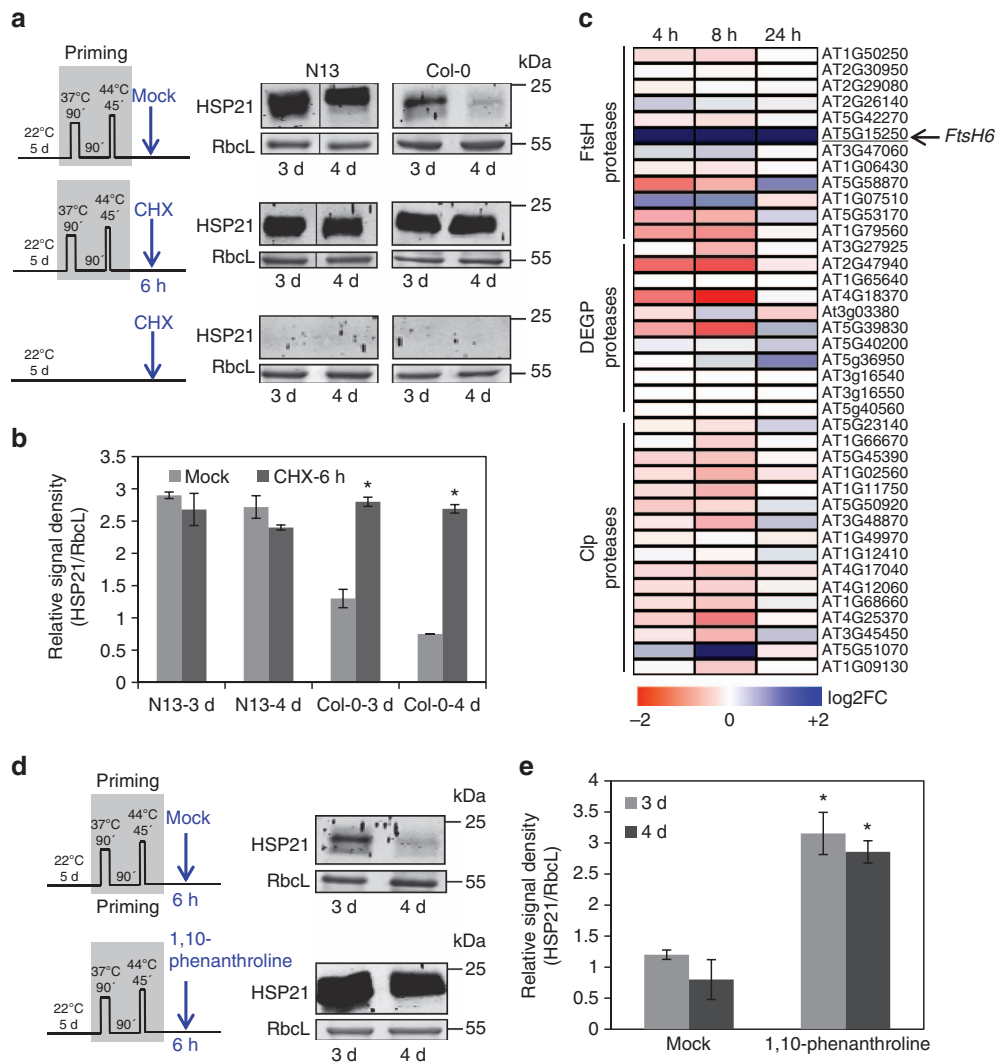 a
Priming
37°C
90´
44°C
45´
Mock
22°C
5 d
90´
N13
Col-0
kDa
HSP21
25
RbcL
55
3 d
4 d
3 d
4 d
37°C
90´
44°C
45´
CHX
22°C
5 d
90´
6 h
HSP21
25
RbcL
55
3 d
4 d
3 d
4 d
CHX
22°C
5 d
HSP21
25
RbcL
55
3 d
4 d
3 d
4 d
b
Relative signal density
(HSP21/RbcL)
3.5
3
2.5
2
1.5
1
0.5
0
Mock
CHX-6 h
*
*
N13-3 d
N13-4 d
Col-0-3 d
Col-0-4 d
c
4 h
8 h
24 h
FtsH
proteases
AT1G50250
AT2G30950
AT2G29080
AT2G26140
AT5G42270
AT5G15250
FtsH6
AT3G47060
AT1G06430
AT5G58870
AT1G07510
AT5G53170
AT1G79560
DEGP
proteases
AT3G27925
AT2G47940
AT1G65640
AT4G18370
At3g03380
AT5G39830
AT5G40200
AT5g36950
AT3g16540
AT3g16550
AT5g40560
Clp
proteases
AT5G23140
AT1G66670
AT5G45390
AT1G02560
AT1G11750
AT5G50920
AT3G48870
AT1G49970
AT1G12410
AT4G17040
AT4G12060
AT1G68660
AT4G25370
AT3G45450
AT5G51070
AT1G09130
log2FC
−2
0
+2
d
Priming
37°C
90´
44°C
45´
Mock
22°C
5 d
90´
6 h
kDa
HSP21
25
RbcL
55
3 d
4 d
Priming
37°C
90´
44°C
45´
1,10-
phenanthroline
22°C
5 d
90´
6 h
kDa
HSP21
25
RbcL
55
3 d
4 d
e
Relative signal density
(HSP21/RbcL)
4
3.5
3
2.5
2
1.5
1
0.5
0
3 d
4 d
*
*
Mock
1,10-phenanthroline